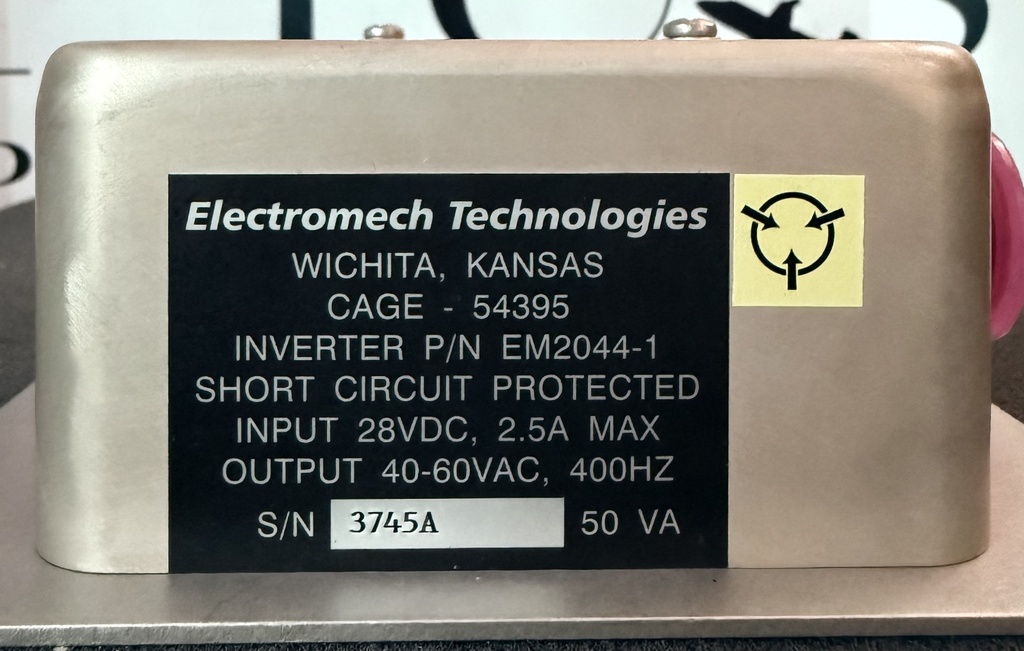 Electromech Technologies
WICHITA, KANSAS
CAGE - 54395
INVERTER P/N EM2044-1
SHORT CIRCUIT PROTECTED
INPUT 28VDC, 2.5A MAX
OUTPUT 40-60VAC, 400HZ
S/N 3745A 50 VA